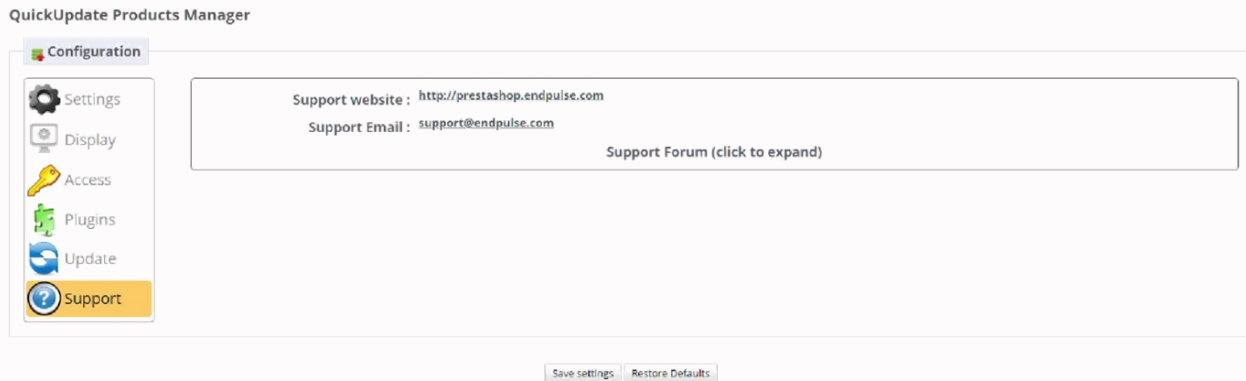 QuickUpdate Products Manager
Configuration
Settings
Display
Access
Plugins
Update
Support
Support website : http://prestashop.endpulse.com
Support Email : support@endpulse.com
Support Forum (click to expand)
Save settings Restore Defaults